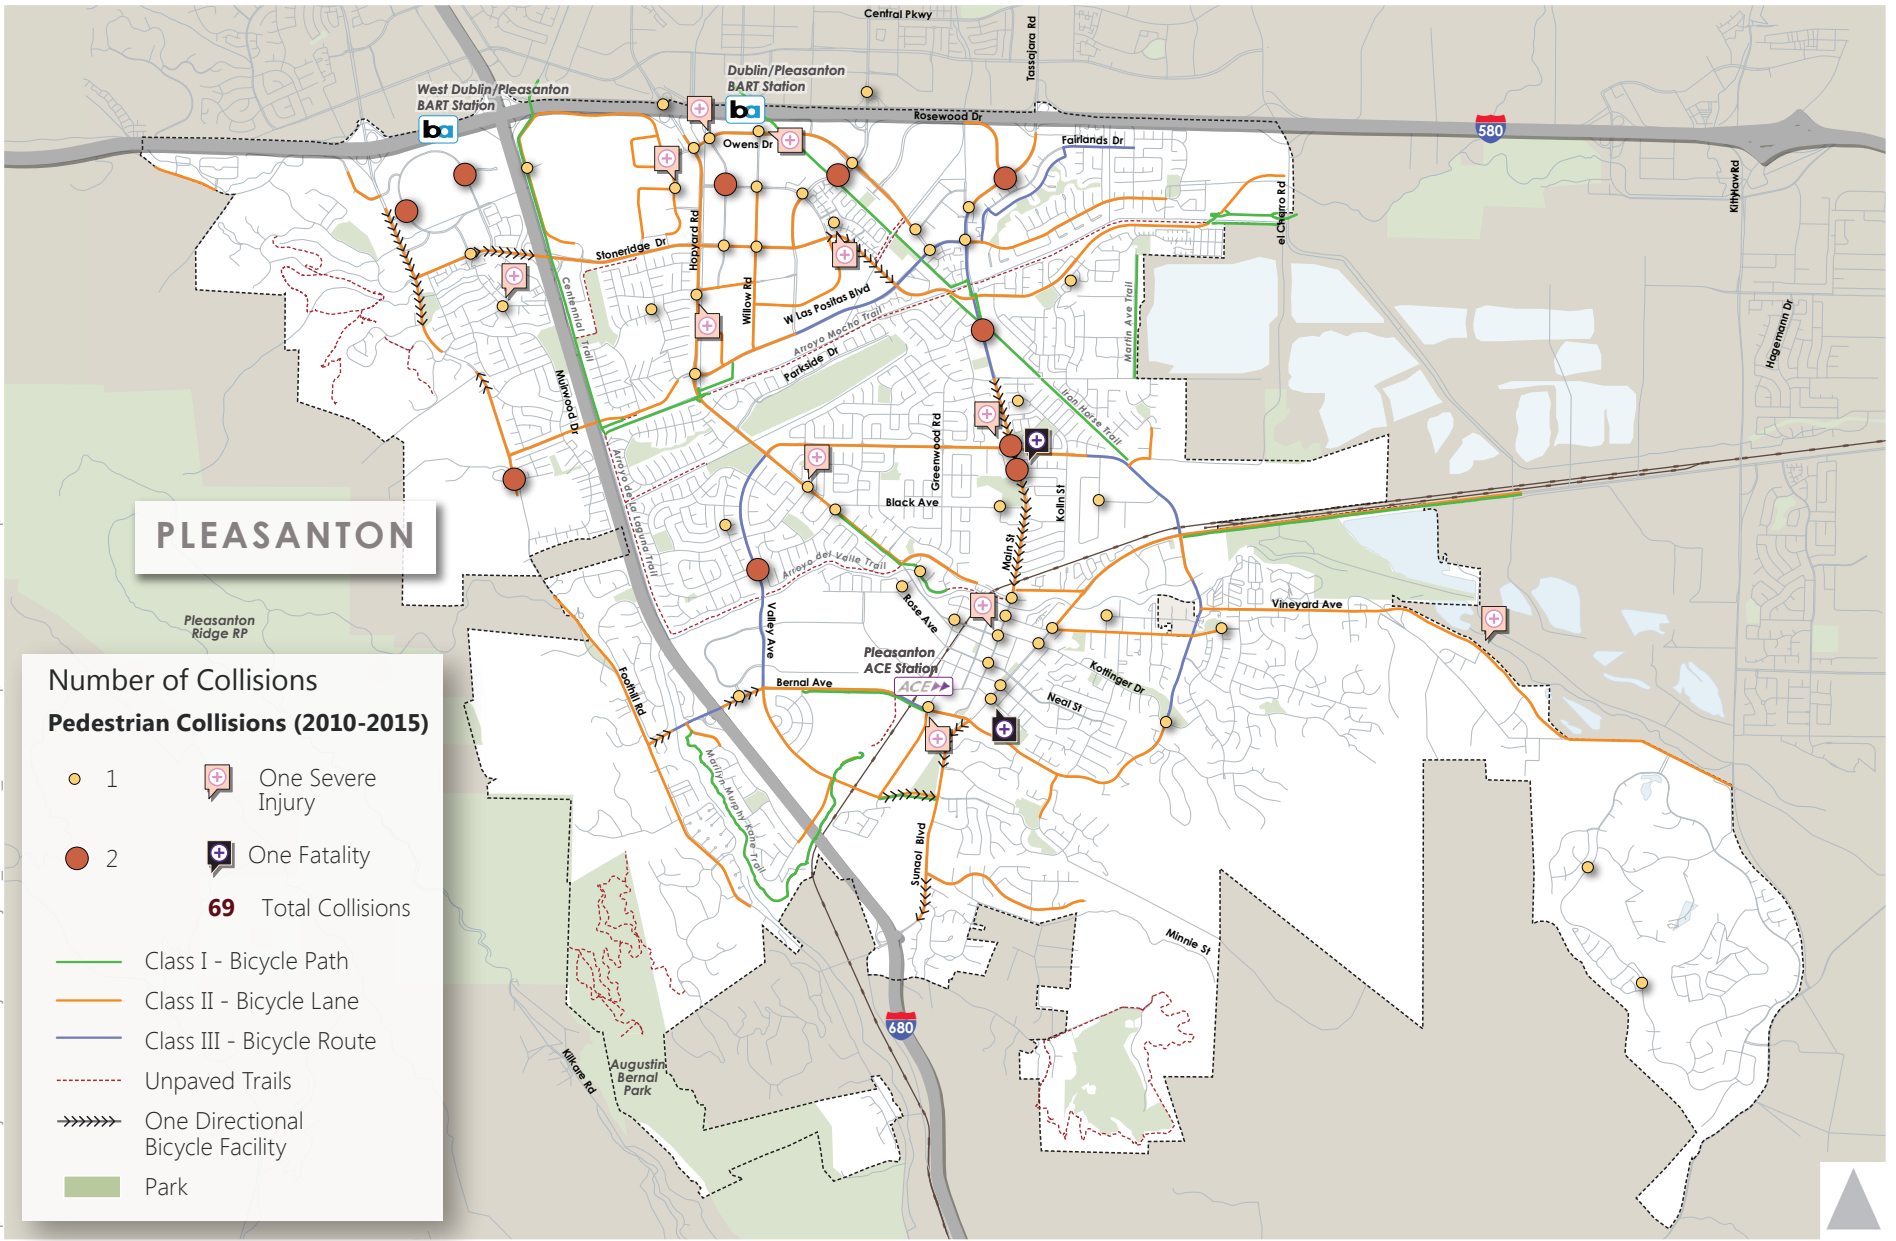 Central Pkwy
Tassajara Rd
Dublin/Pleasanton
BART Station
West Dublin/Pleasanton
BART Station
ba
ba
Rosewood Dr
580
Owens Dr
Fairlands Dr
Kitty Hawk Rd
el Charro Rd
Hopyard Rd
Stoneridge Dr
Willow Rd
W Las Positas Blvd
Centennial Trail
Arroyo Mocho Trail
Parkside Dr
Martin Ave Trail
Hagemann Dr
Muirwood Dr
Iron Horse Trail
Greenwood Rd
Black Ave
Kolln St
Arroyo de La Laguna Trail
PLEASANTON
Main St
Arroyo del Valle Trail
Rose Ave
Valley Ave
Vineyard Ave
Pleasanton
Ridge RP
Pleasanton
ACE Station
ACE
Kottinger Dr
Neal St
Bernal Ave
Foothill Rd
Marilyn Murphy Kane Trail
Sunol Blvd
Minnie St
680
Kilkare Rd
Augustin
Bernal
Park
Number of Collisions
Pedestrian Collisions (2010-2015)
1
One Severe
Injury
2
One Fatality
69 Total Collisions
Class I - Bicycle Path
Class II - Bicycle Lane
Class III - Bicycle Route
Unpaved Trails
One Directional
Bicycle Facility
Park